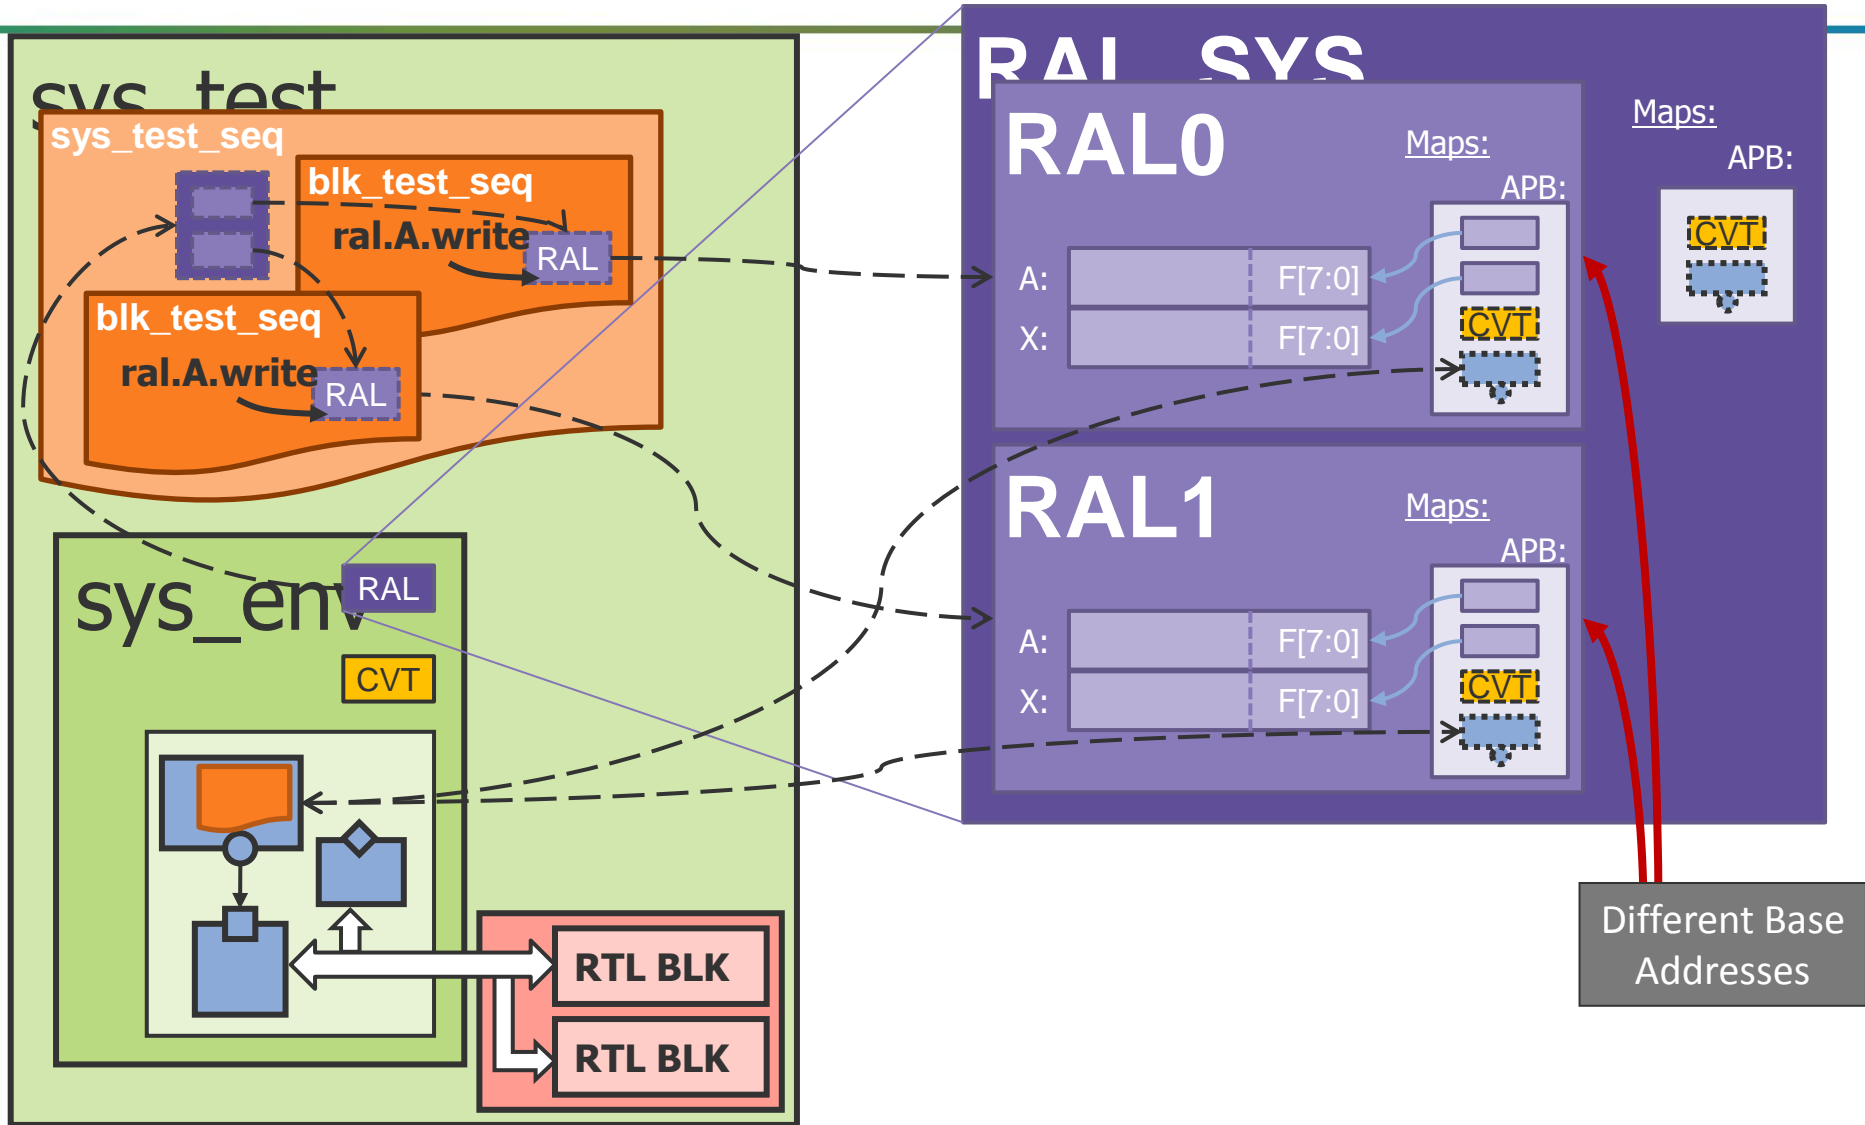 sys_test
sys_test_seq
blk_test_seq
ral.A.write
RAL
blk_test_seq
ral.A.write
RAL
sys_env
RAL
CVT
RTL BLK
RTL BLK
RAL_SYS
Maps:
APB:
CVT
RAL0
Maps:
APB:
A:
F[7:0]
X:
F[7:0]
CVT
RAL1
Maps:
APB:
A:
F[7:0]
X:
F[7:0]
CVT
Different Base
Addresses